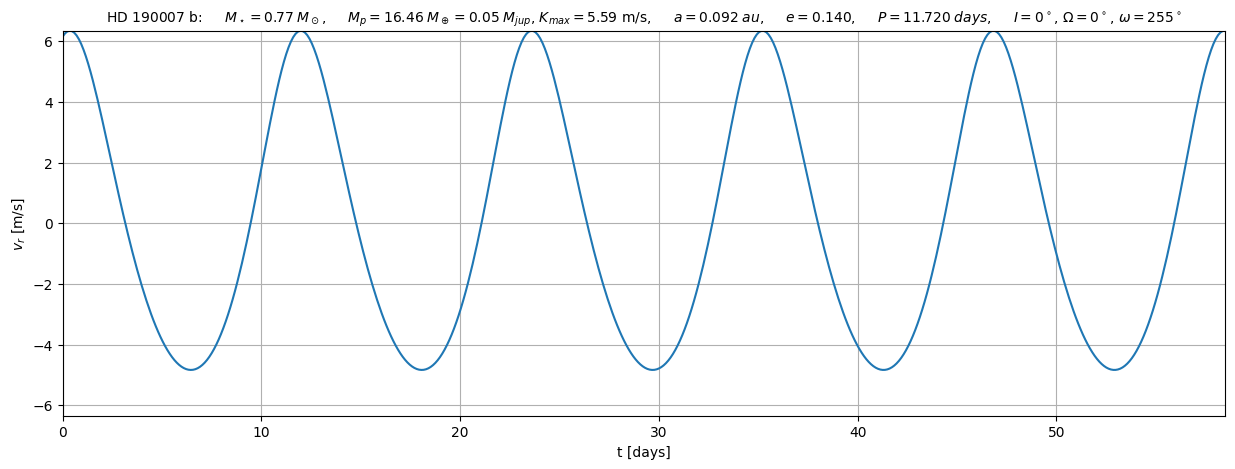 HD 190007 b: M⋆ = 0.77 M⊙, Mp = 16.46 M⊕ = 0.05 Mjup, Kmax = 5.59 m/s, a = 0.092 au, e = 0.140, P = 11.720 days, I = 0°, Ω = 0°, ω = 255°
6
4
2
0
−2
−4
−6
vr [m/s]
0 10 20 30 40 50
t [days]